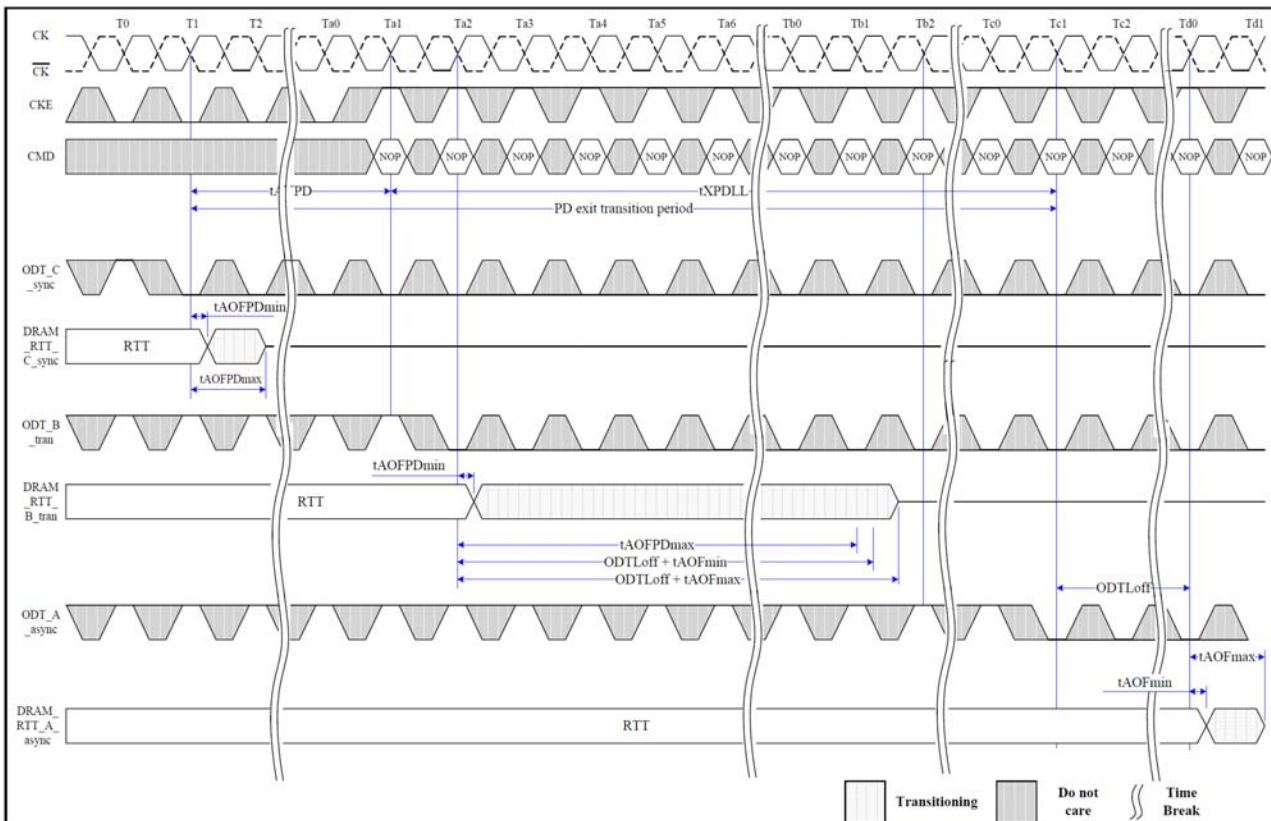 T0 T1 T2 Ta0 Ta1 Ta2 Ta3 Ta4 Ta5 Ta6 Tb0 Tb1 Tb2 Tc0 Tc1 Tc2 Td0 Td1
CK
CK
CKE
CMD
NOP NOP NOP NOP NOP NOP NOP NOP NOP NOP NOP NOP NOP NOP
tXPDLL
PD exit transition period
ODT_C
_sync
tAOFPDmin
DRAM
_RTT_
C_sync
RTT
tAOFPDmax
ODT_B
_tran
tAOFPDmin
DRAM
_RTT_
B_tran
RTT
tAOFPDmax
ODTLoff + tAOFmin
ODTLoff + tAOFmax
ODTLoff
ODT_A
_async
tAOFmax
tAOFmin
DRAM_
RTT_A_
async
RTT
Transitioning
Do not
care
Time
Break